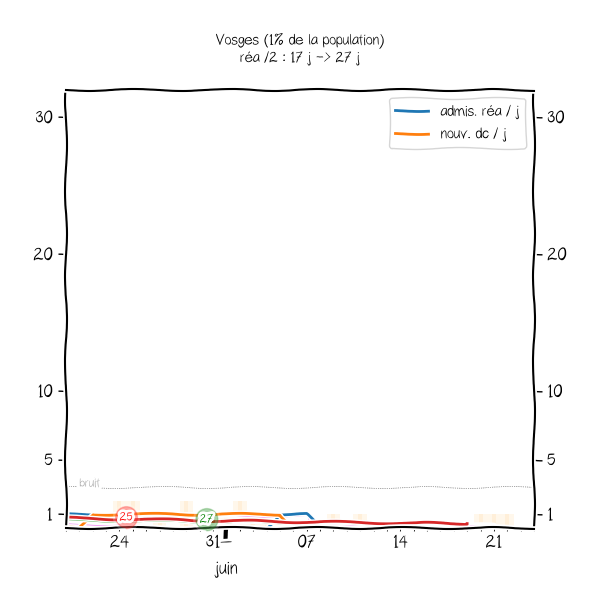 Vosges (1% de la population)
réa /2 : 17 j -> 27 j
admis. réa / j
nouv. dc / j
30
30
20
20
10
10
5
5
bruit
1
25
27
1
24
31
07
14
21
juin